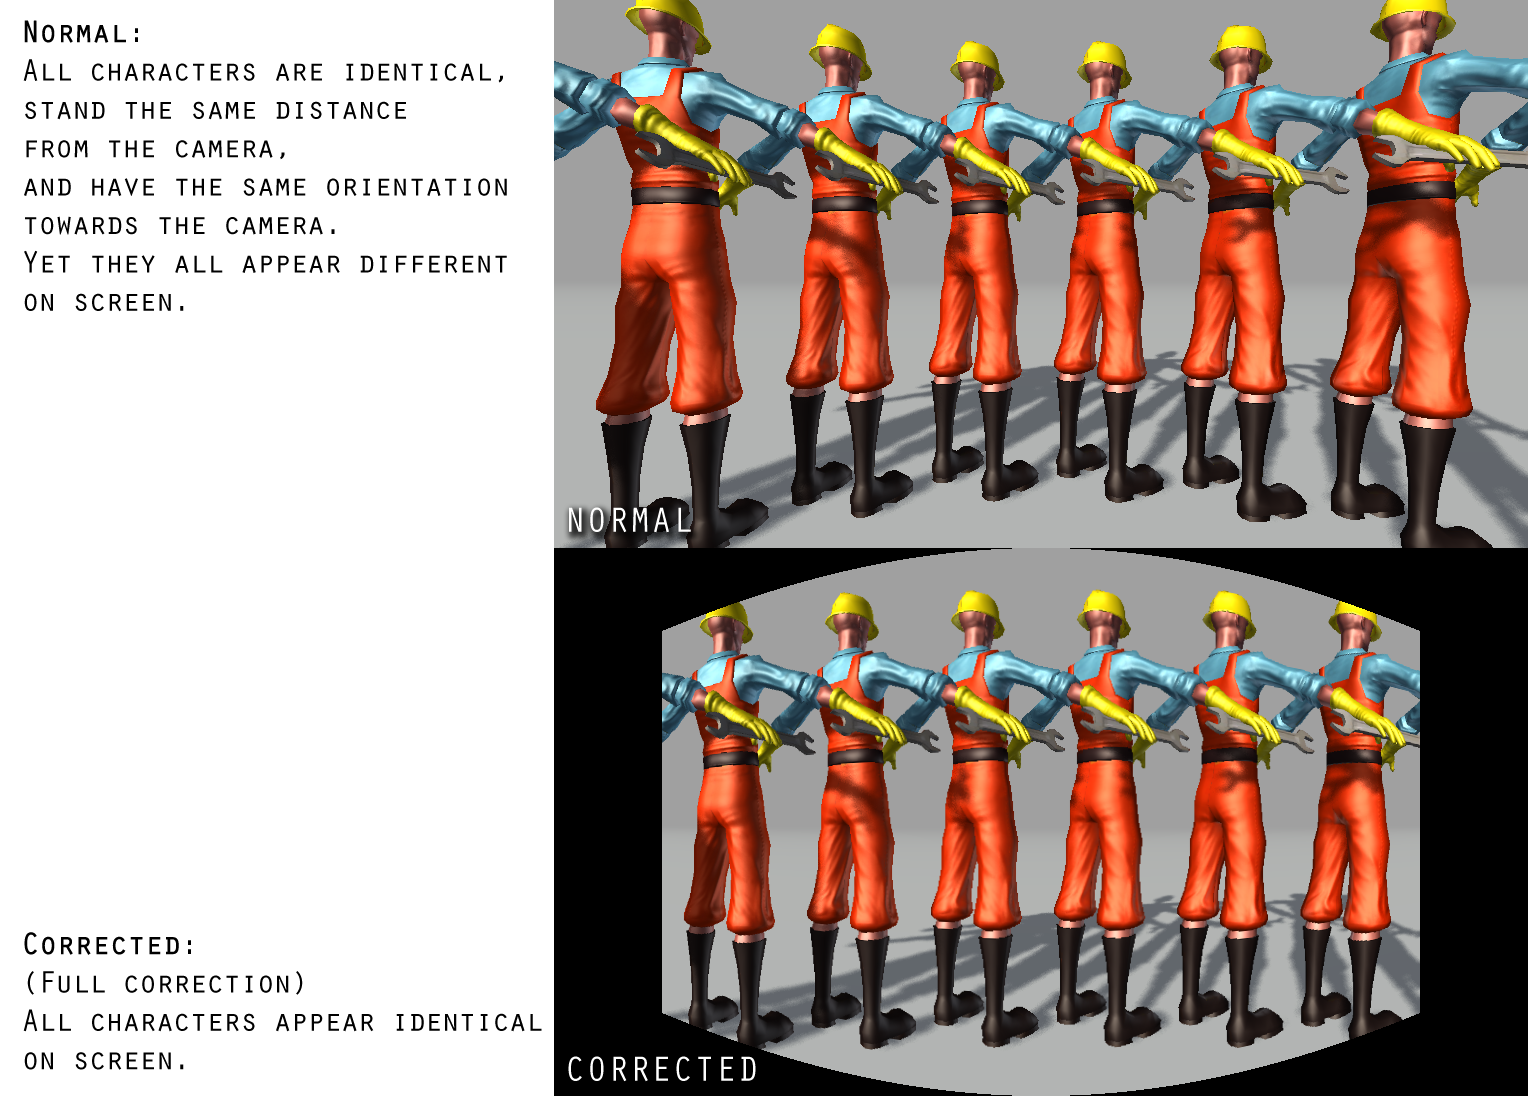 NORMAL:
ALL CHARACTERS ARE IDENTICAL,
STAND THE SAME DISTANCE
FROM THE CAMERA,
AND HAVE THE SAME ORIENTATION
TOWARDS THE CAMERA.
YET THEY ALL APPEAR DIFFERENT
ON SCREEN.
NORMAL
CORRECTED:
(FULL CORRECTION)
ALL CHARACTERS APPEAR IDENTICAL
ON SCREEN.
CORRECTED